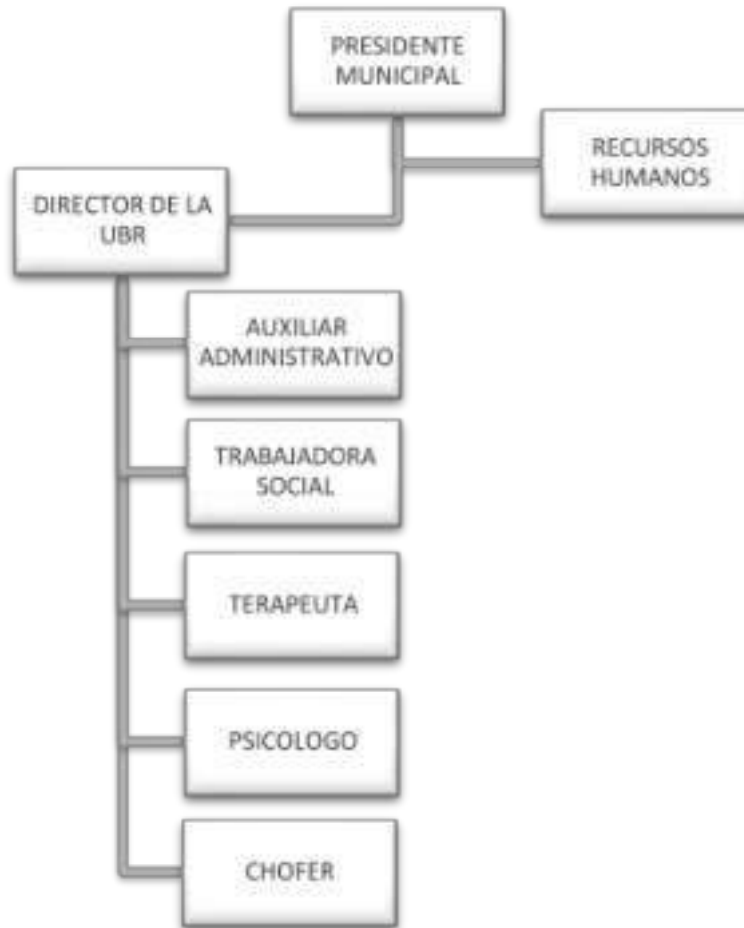 PRESIDENTE
MUNICIPAL
RECURSOS
HUMANOS
DIRECTOR DE LA
UBR
AUXILIAR
ADMINISTRATIVO
TRABAJADORA
SOCIAL
TERAPEUTA
PSICOLOGO
CHOFER